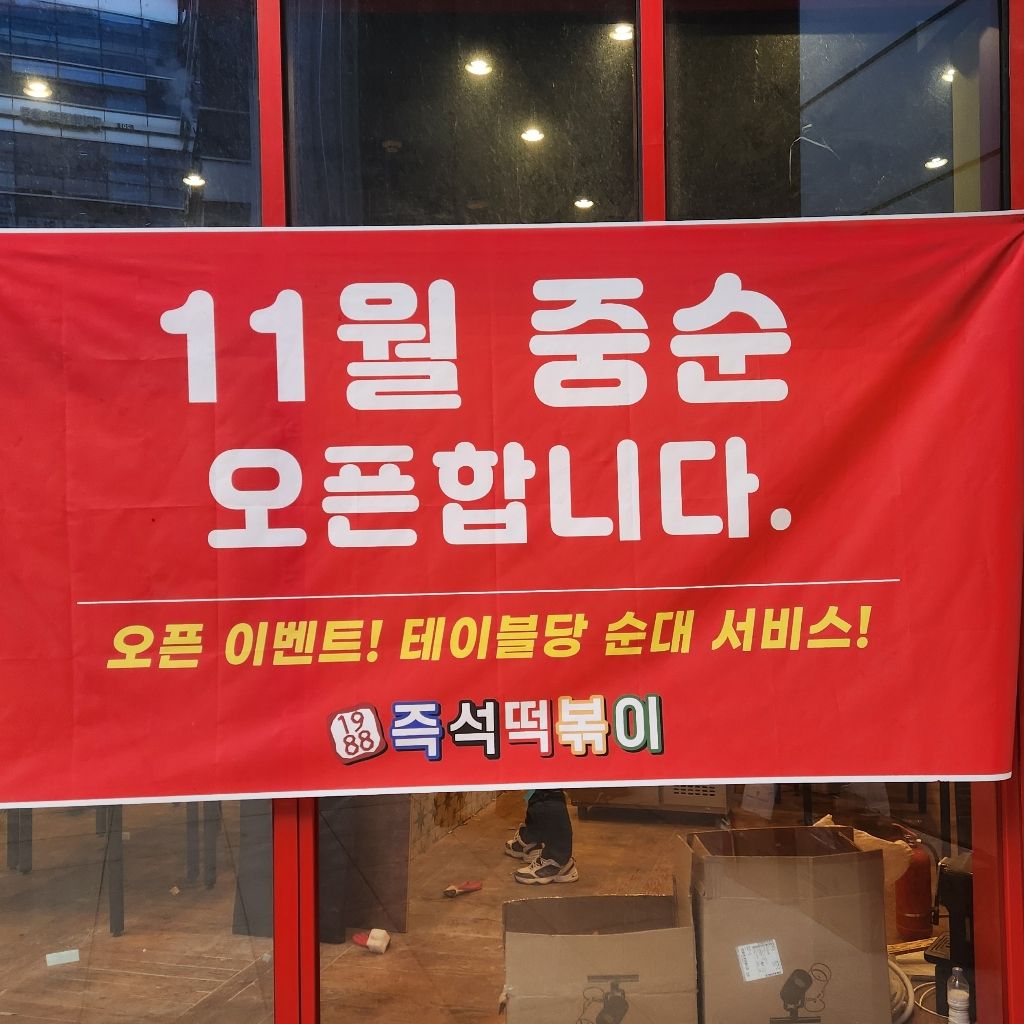 11월 중순
오픈합니다.
오픈 이벤트! 테이블당 순대 서비스!
1988 즉석떡볶이